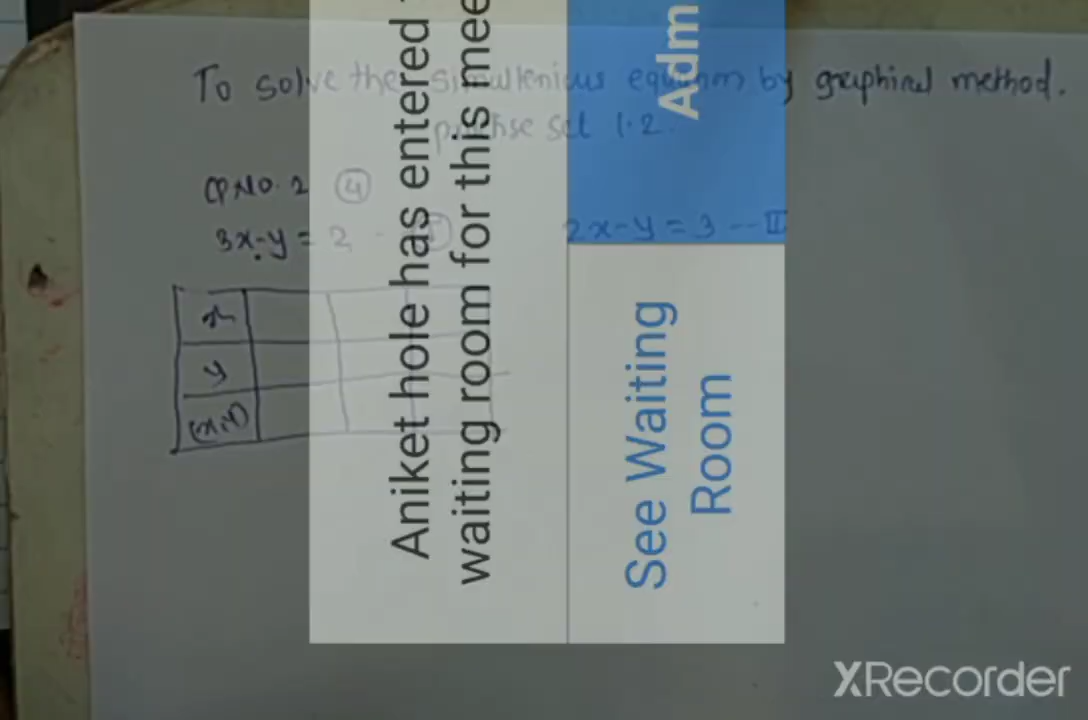 To solve the simultenious equation by graphical method.
practise set 1.2.
Q.NO. 2 (4)
3x-y = 2 -- I
2x-y = 3 -- II
x
y
(x,y)
Aniket hole has entered
waiting room for this mee
Adm
See Waiting
Room
XRecorder